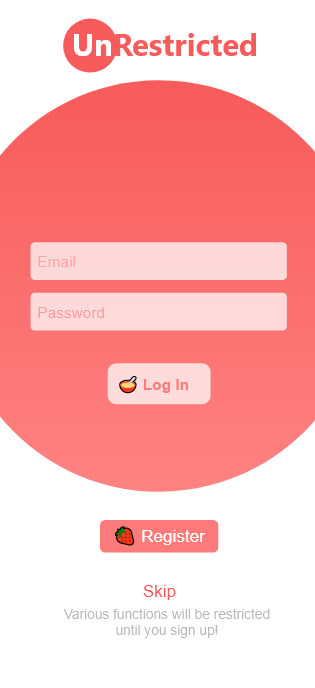 UnRestricted
Email
Password
Log In
Register
Skip
Various functions will be restricted
until you sign up!